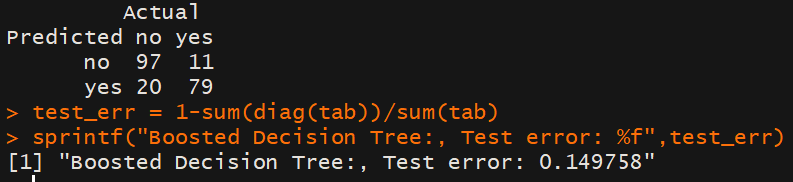 Actual
Predicted no yes
no 97 11
yes 20 79
> test_err = 1-sum(diag(tab))/sum(tab)
> sprintf("Boosted Decision Tree:, Test error: %f",test_err)
[1] "Boosted Decision Tree:, Test error: 0.149758"